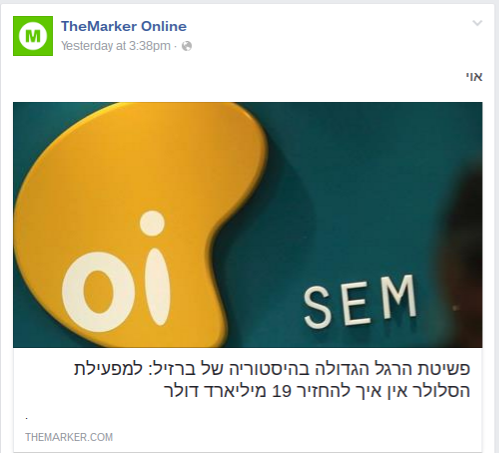 TheMarker Online
Yesterday at 3:38pm ·
אוי
oi
SEM
פשיטת הרגל הגדולה בהיסטוריה של ברזיל: למפעילת
הסלולר אין איך להחזיר 19 מיליארד דולר
.
THEMARKER.COM